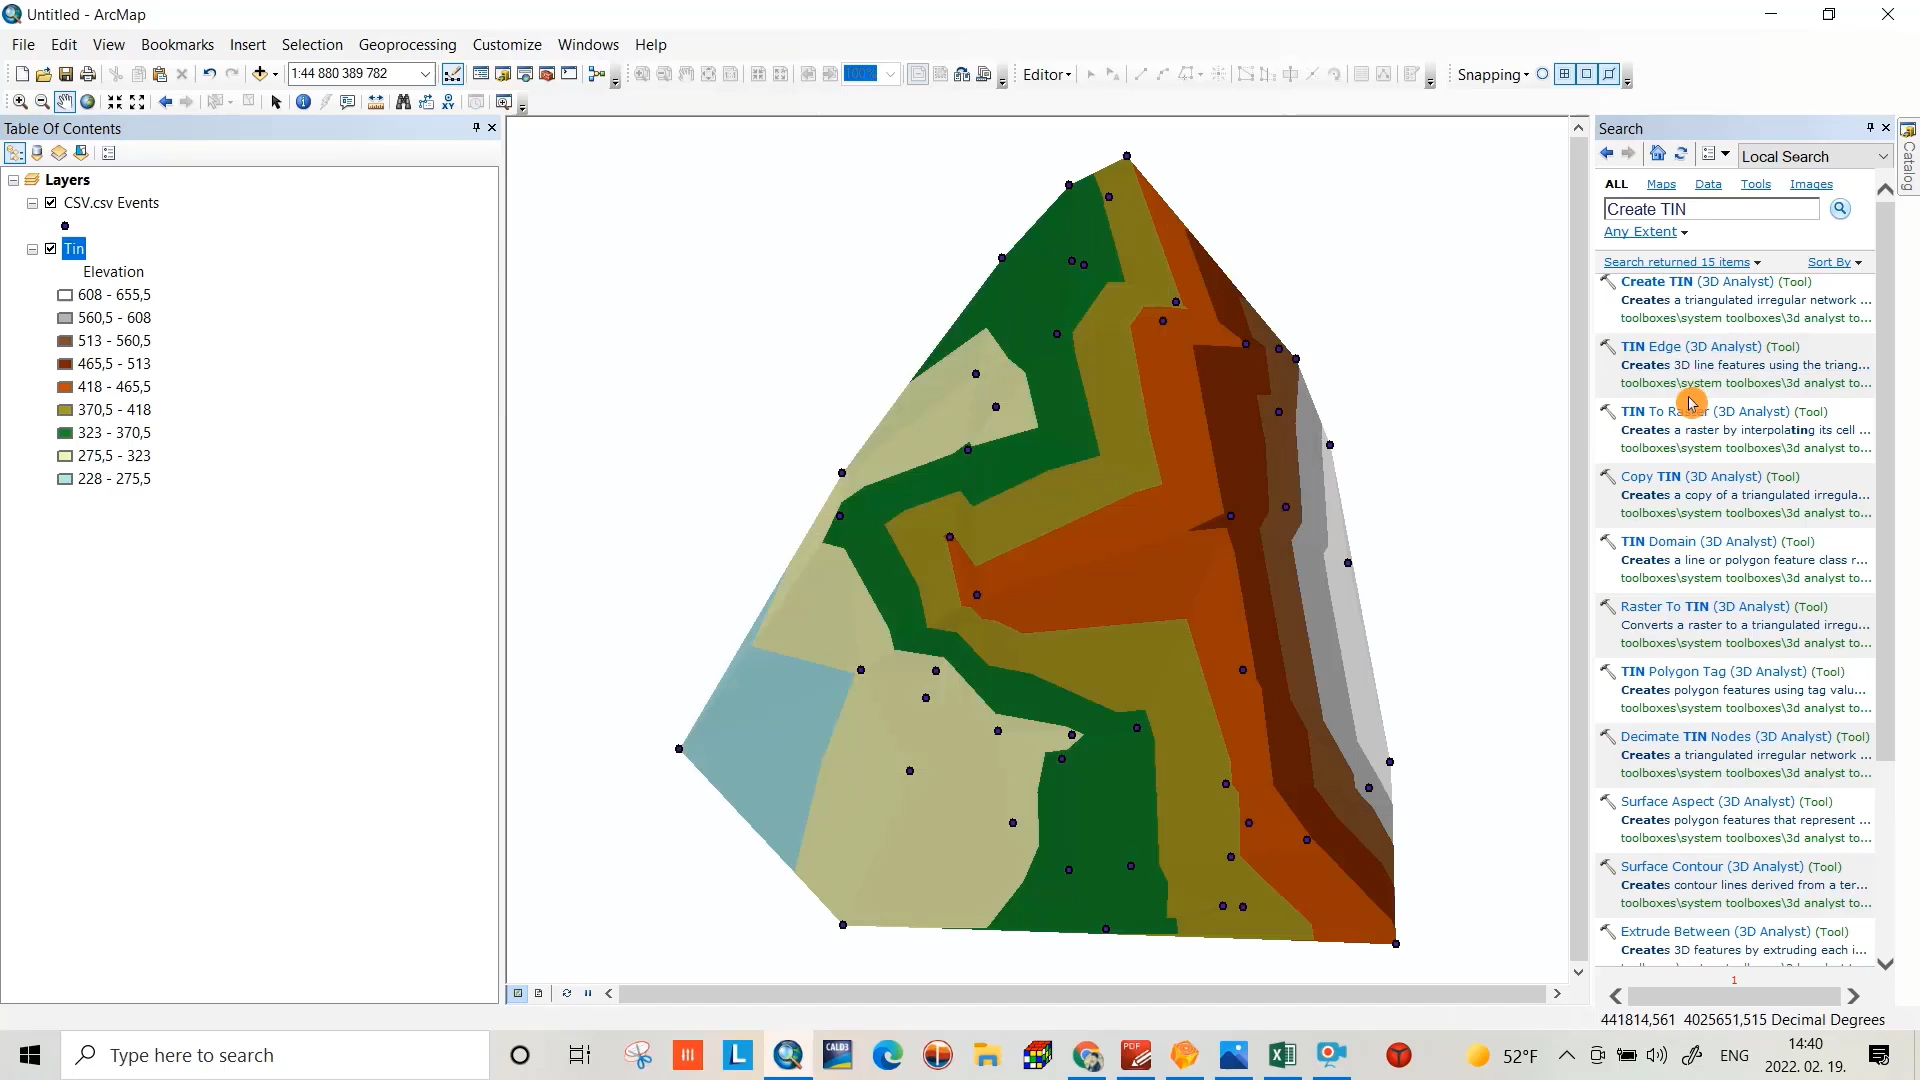 Untitled - ArcMap
File Edit View Bookmarks Insert Selection Geoprocessing Customize Windows Help
1:44 880 389 782
100%
Editor
Snapping
Table Of Contents
Layers
CSV.csv Events
Tin
Elevation
608 - 655,5
560,5 - 608
513 - 560,5
465,5 - 513
418 - 465,5
370,5 - 418
323 - 370,5
275,5 - 323
228 - 275,5
Search
Local Search
ALL Maps Data Tools Images
Create TIN
Any Extent
Search returned 15 items Sort By
Create TIN (3D Analyst) (Tool)
Creates a triangulated irregular network ...
toolboxes\system toolboxes\3d analyst to...
TIN Edge (3D Analyst) (Tool)
Creates 3D line features using the triang...
toolboxes\system toolboxes\3d analyst to...
TIN To Raster (3D Analyst) (Tool)
Creates a raster by interpolating its cell ...
toolboxes\system toolboxes\3d analyst to...
Copy TIN (3D Analyst) (Tool)
Creates a copy of a triangulated irregula...
toolboxes\system toolboxes\3d analyst to...
TIN Domain (3D Analyst) (Tool)
Creates a line or polygon feature class r...
toolboxes\system toolboxes\3d analyst to...
Raster To TIN (3D Analyst) (Tool)
Converts a raster to a triangulated irregu...
toolboxes\system toolboxes\3d analyst to...
TIN Polygon Tag (3D Analyst) (Tool)
Creates polygon features using tag valu...
toolboxes\system toolboxes\3d analyst to...
Decimate TIN Nodes (3D Analyst) (Tool)
Creates a triangulated irregular network ...
toolboxes\system toolboxes\3d analyst to...
Surface Aspect (3D Analyst) (Tool)
Creates polygon features that represent ...
toolboxes\system toolboxes\3d analyst to...
Surface Contour (3D Analyst) (Tool)
Creates contour lines derived from a ter...
toolboxes\system toolboxes\3d analyst to...
Extrude Between (3D Analyst) (Tool)
Creates 3D features by extruding each i...
1
Catalog
441814,561 4025651,515 Decimal Degrees
Type here to search
L
CALD3
PDF
52°F
ENG
14:40
2022. 02. 19.